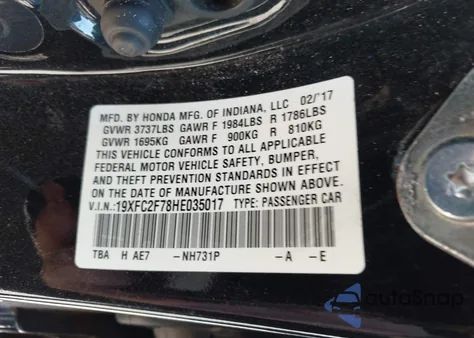 MFD. BY HONDA MFG. OF INDIANA, LLC 02/'17
GVWR 3737LBS GAWR F 1984LBS R 1786LBS
GVWR 1695KG GAWR F 900KG R 810KG
THIS VEHICLE CONFORMS TO ALL APPLICABLE
FEDERAL MOTOR VEHICLE SAFETY, BUMPER,
AND THEFT PREVENTION STANDARDS IN EFFECT
ON THE DATE OF MANUFACTURE SHOWN ABOVE.
V.I.N.:19XFC2F78HE035017 TYPE: PASSENGER CAR
TBA H AE7 -NH731P -A -E
autoSnap